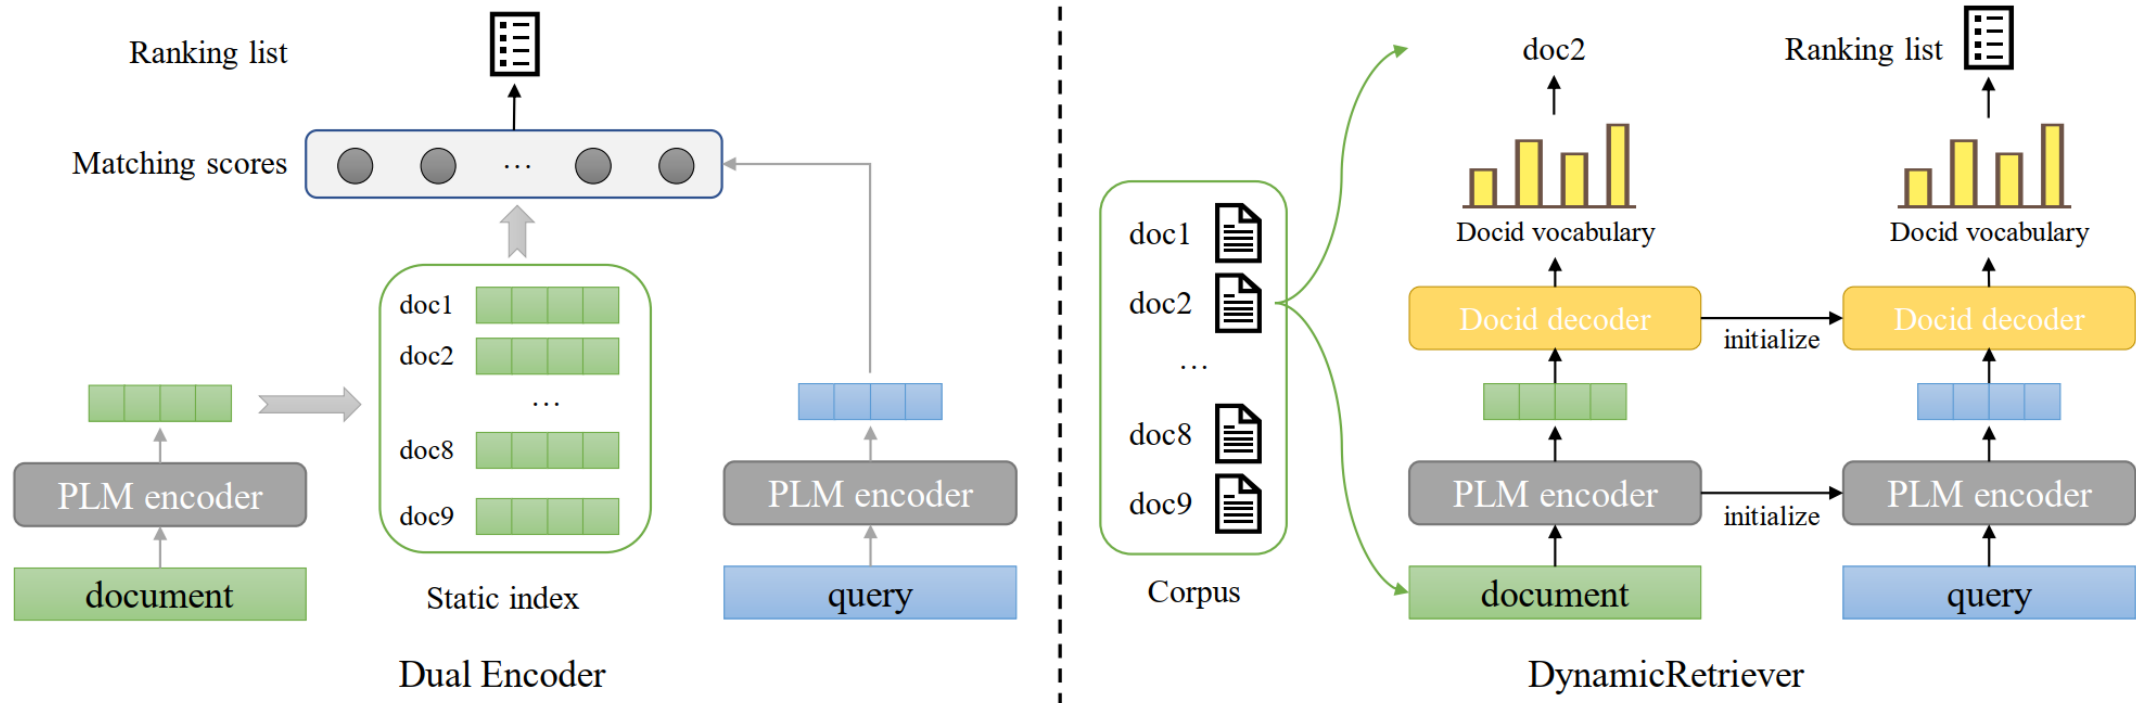 Ranking list
Matching scores
...
doc1
doc2
...
doc8
doc9
PLM encoder
document
Static index
PLM encoder
query
Dual Encoder
doc1
doc2
...
doc8
doc9
Corpus
doc2
Docid vocabulary
Docid decoder
initialize
PLM encoder
initialize
document
Ranking list
Docid vocabulary
Docid decoder
PLM encoder
query
DynamicRetriever